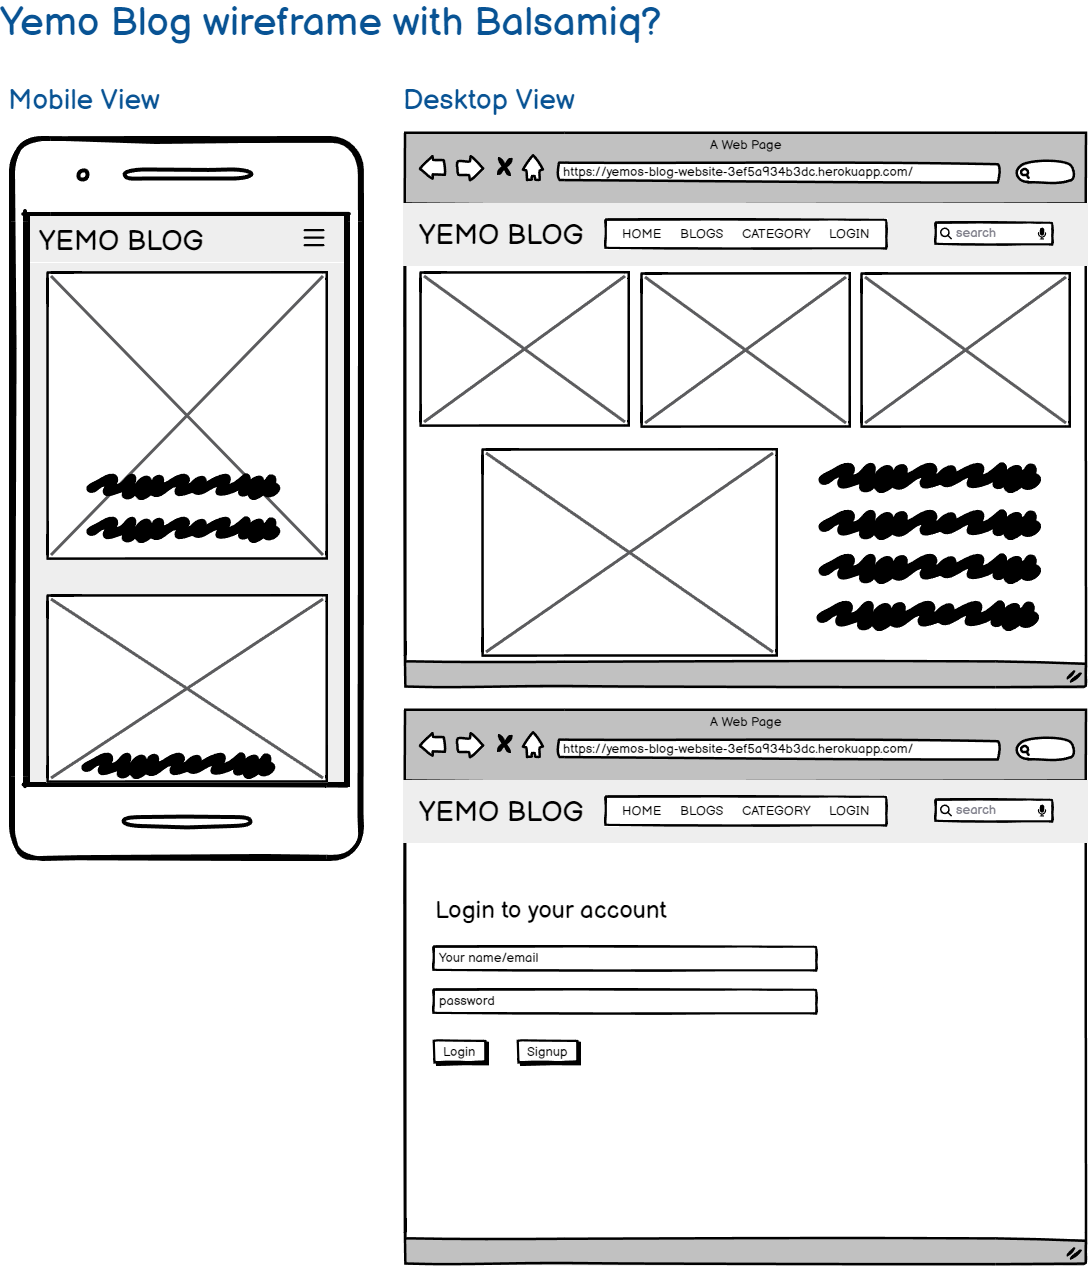 Yemo Blog wireframe with Balsamiq?
Mobile View
YEMO BLOG
Desktop View
A Web Page
https://yemos-blog-website-3ef5a934b3dc.herokuapp.com/
YEMO BLOG HOME BLOGS CATEGORY LOGIN search
A Web Page
https://yemos-blog-website-3ef5a934b3dc.herokuapp.com/
YEMO BLOG HOME BLOGS CATEGORY LOGIN search
Login to your account
Your name/email
password
Login Signup